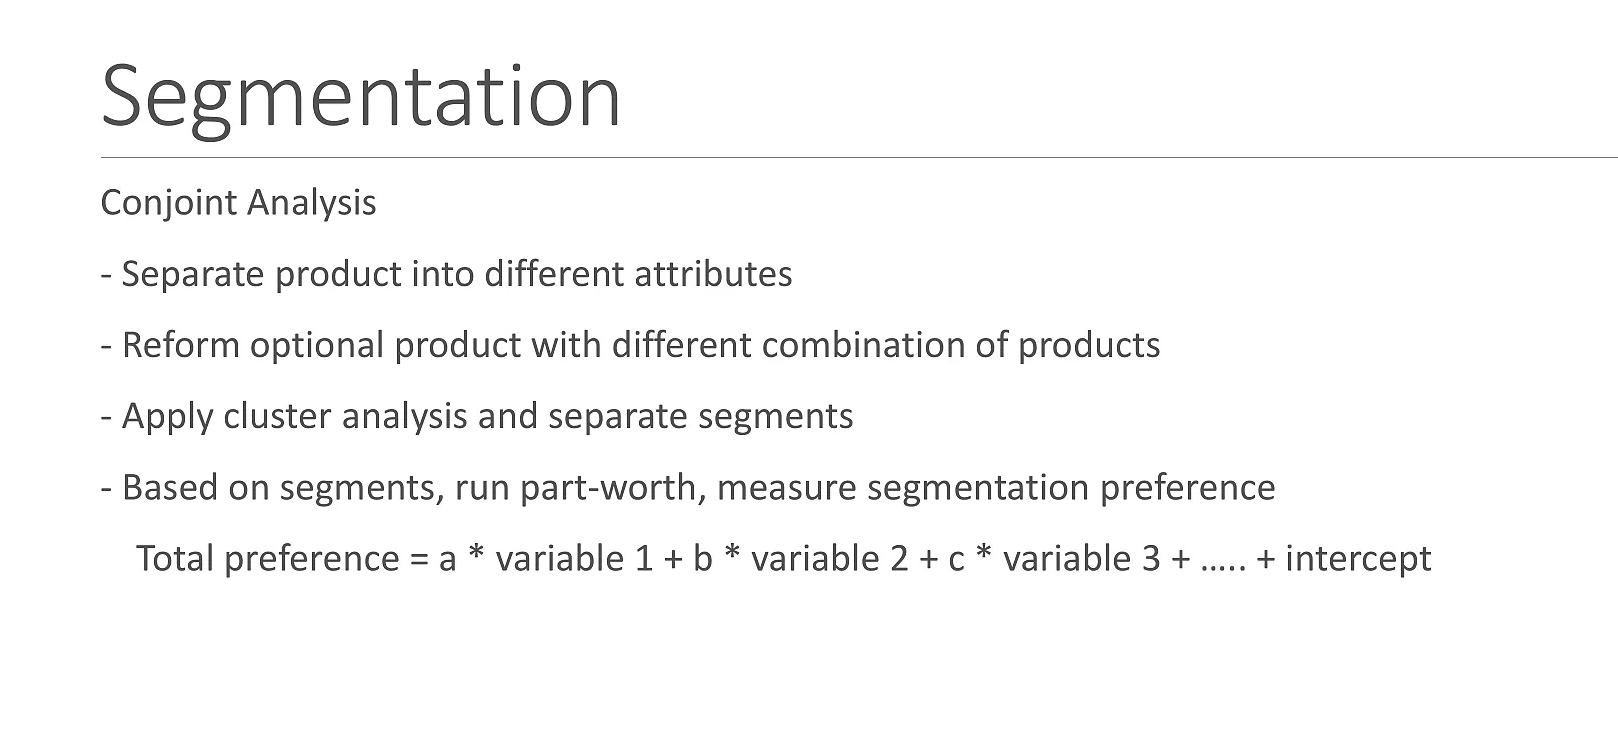 Segmentation
Conjoint Analysis
- Separate product into different attributes
- Reform optional product with different combination of products
- Apply cluster analysis and separate segments
- Based on segments, run part-worth, measure segmentation preference
Total preference = a * variable 1 + b * variable 2 + c * variable 3 + ..... + intercept